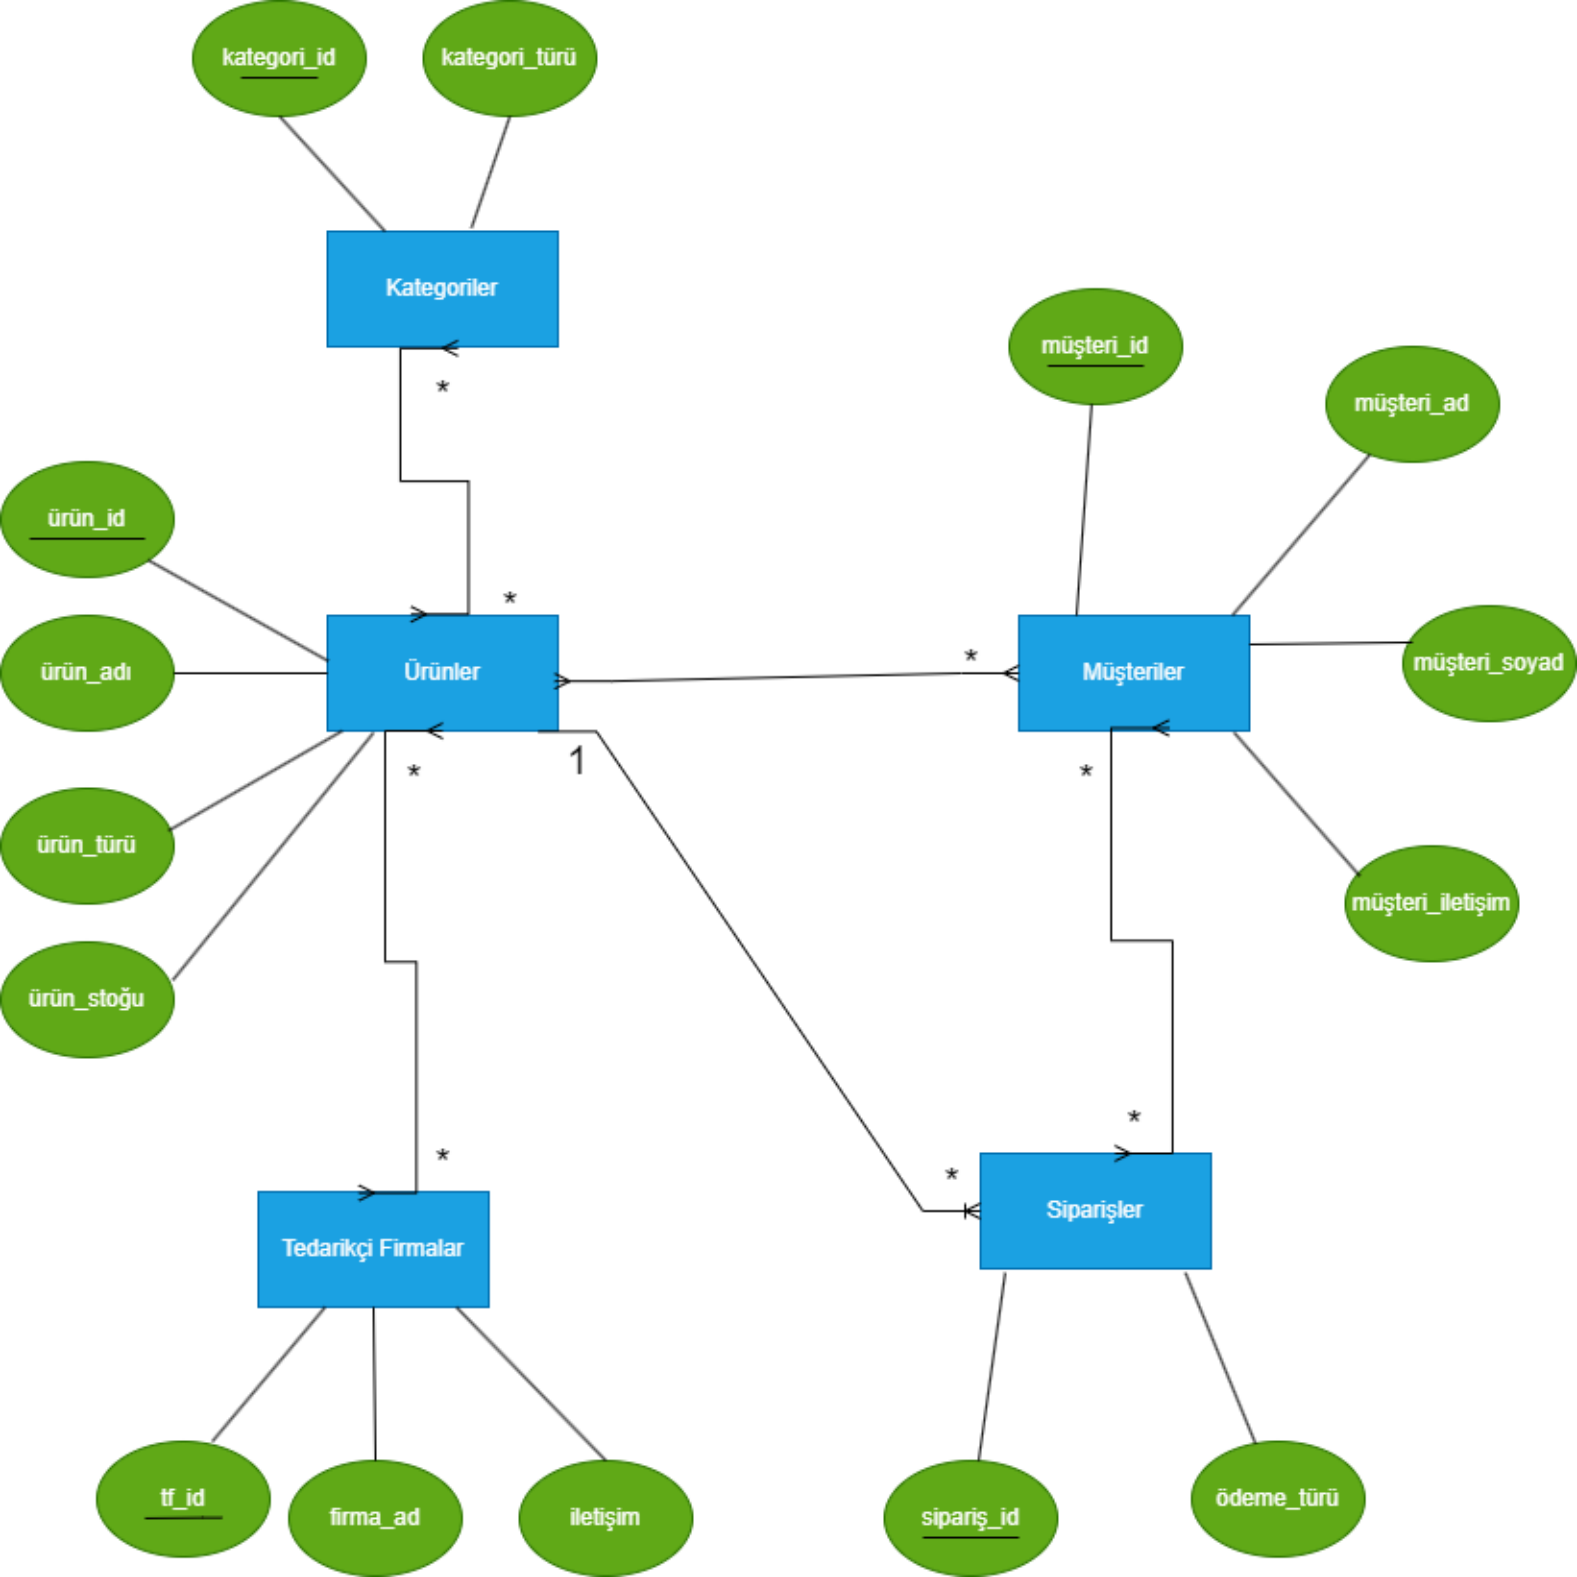 kategori_id
kategori_türü
Kategoriler
*
müşteri_id
müşteri_ad
ürün_id
*
ürün_adı
Ürünler
*
Müşteriler
müşteri_soyad
1
*
*
ürün_türü
müşteri_iletişim
ürün_stoğu
*
*
*
Siparişler
Tedarikçi Firmalar
tf_id
firma_ad
iletişim
sipariş_id
ödeme_türü